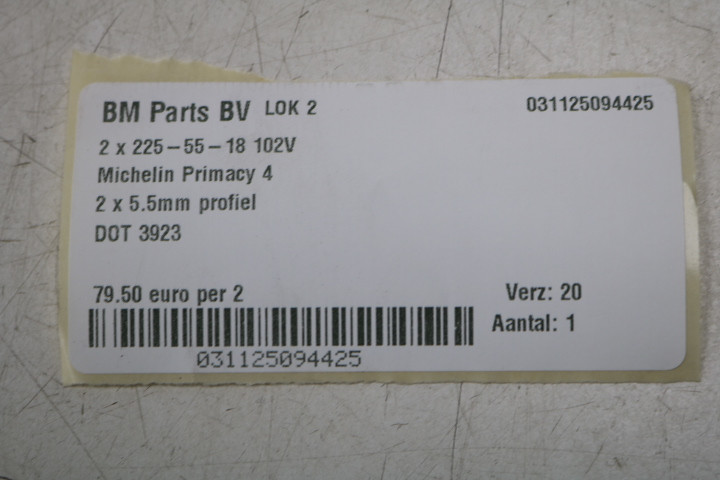 BM Parts BV LOK 2 031125094425
2 x 225-55-18 102V
Michelin Primacy 4
2 x 5.5mm profiel
DOT 3923
79.50 euro per 2 Verz: 20
Aantal: 1
031125094425